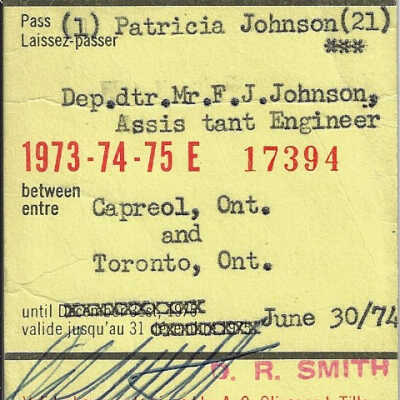 Pass (1) Patricia Johnson(21)
Laissez-passer ***
Dep.dtr.Mr.F.J.Johnson,
Assis tant Engineer
1973-74-75 E 17394
between
entre Capreol, Ont.
and
Toronto, Ont.
until
valide jusqu'au 31 June 30/74
R. SMITH